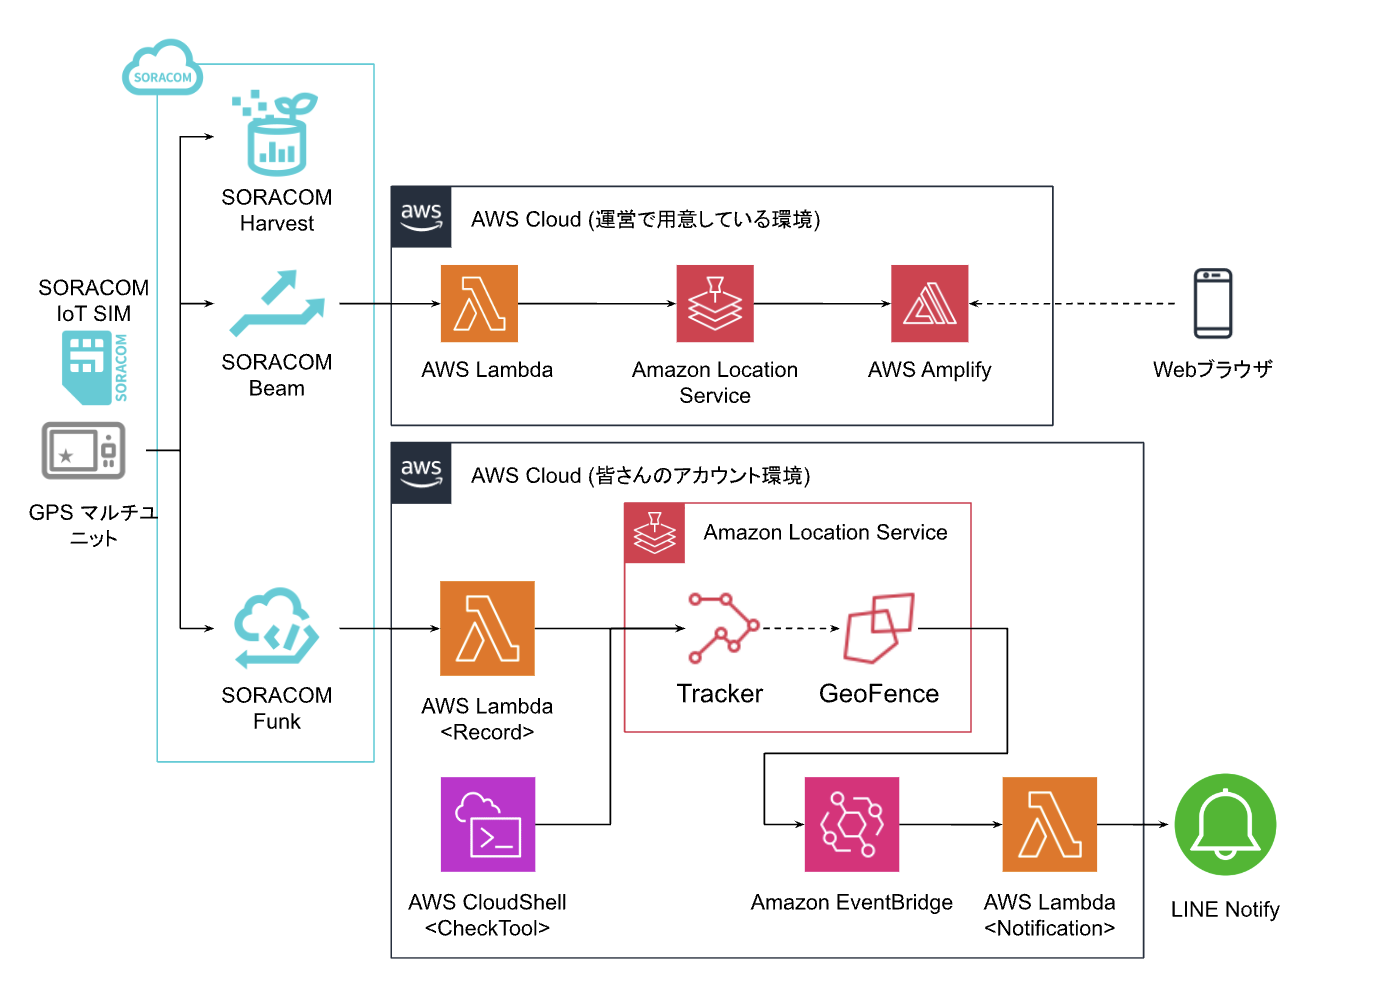 SORACOM
SORACOM
Harvest
aws
AWS Cloud (運営で用意している環境)
SORACOM
IoT SIM
SORACOM
SORACOM
Beam
AWS Lambda
Amazon Location
Service
AWS Amplify
Webブラウザ
GPS マルチユ
ニット
aws
AWS Cloud (皆さんのアカウント環境)
Amazon Location Service
Tracker
GeoFence
SORACOM
Funk
AWS Lambda
<Record>
AWS CloudShell
<CheckTool>
Amazon EventBridge
AWS Lambda
<Notification>
LINE Notify